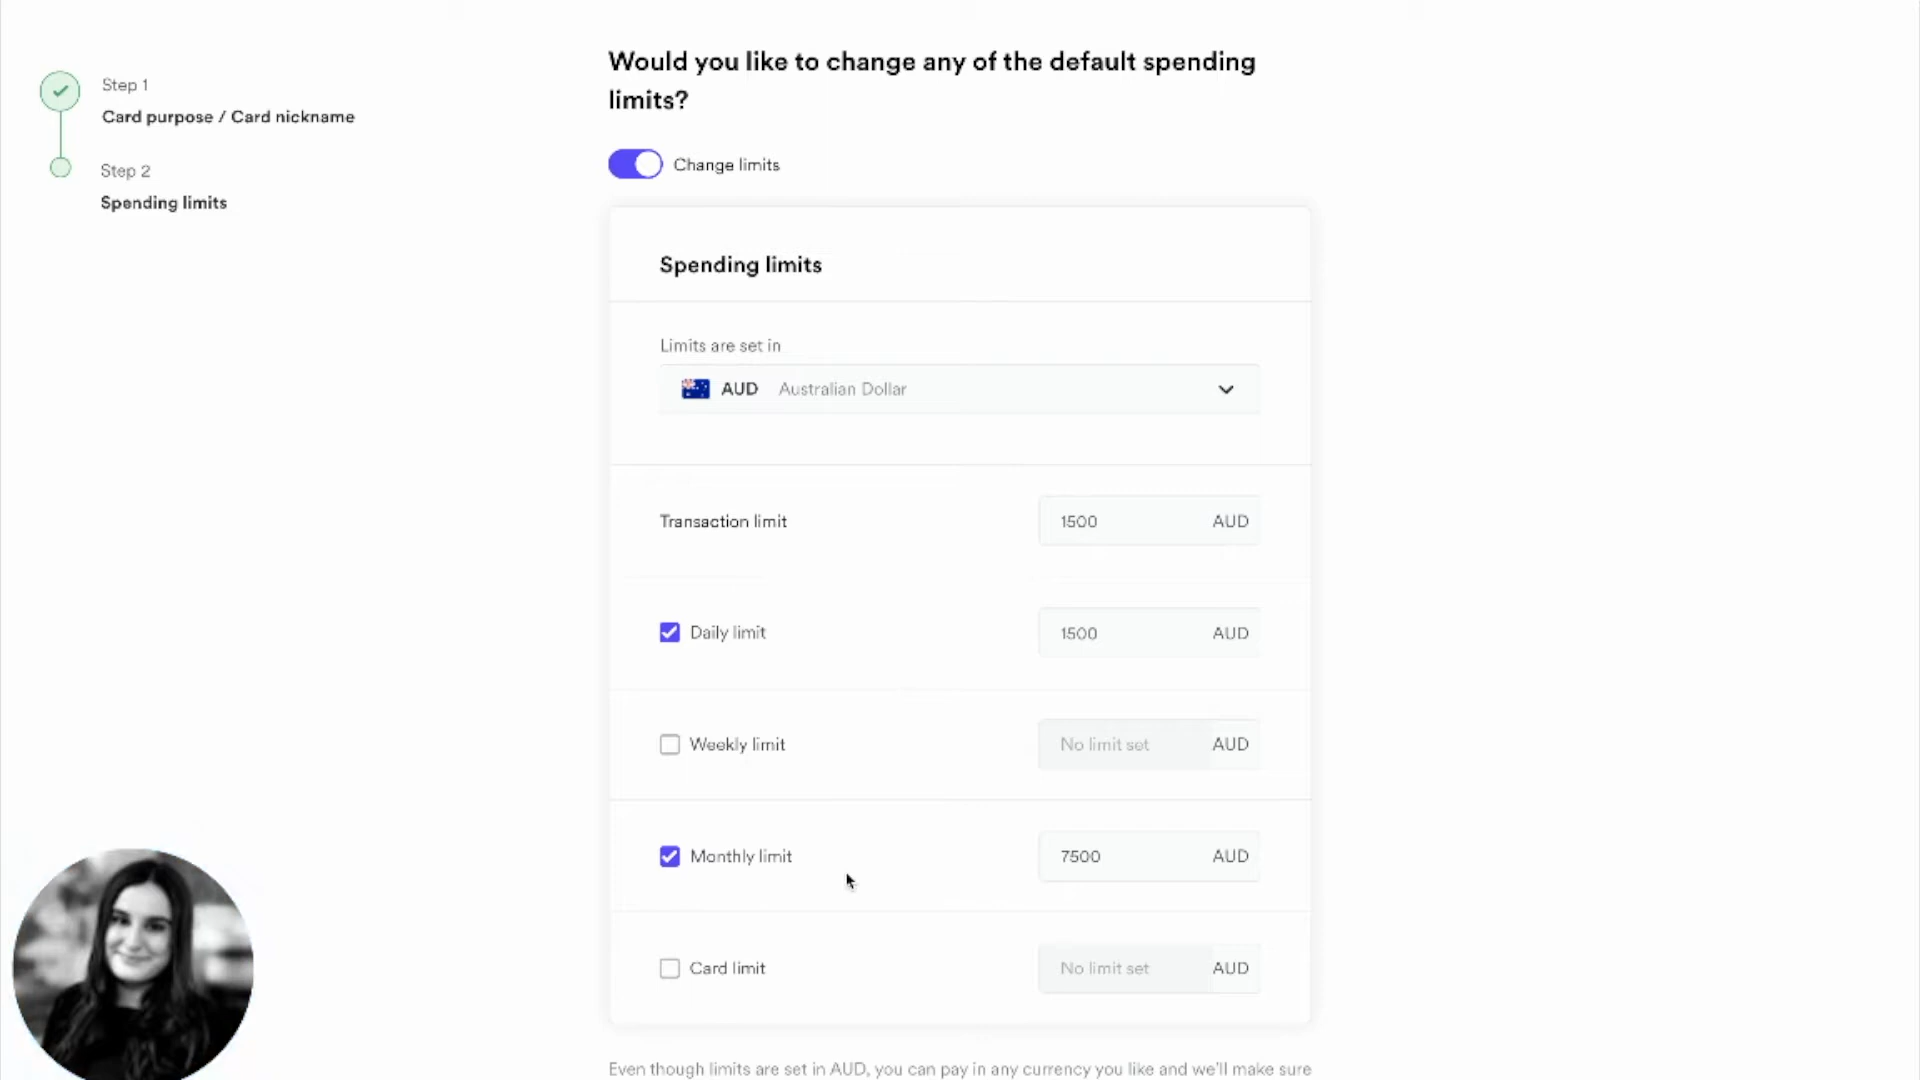 Step 1
Card purpose / Card nickname
Step 2
Spending limits
Would you like to change any of the default spending
limits?
Change limits
Spending limits
Limits are set in
AUD Australian Dollar
Transaction limit 1500 AUD
Daily limit 1500 AUD
Weekly limit No limit set AUD
Monthly limit 7500 AUD
Card limit No limit set AUD
Even though limits are set in AUD, you can pay in any currency you like and we'll make sure